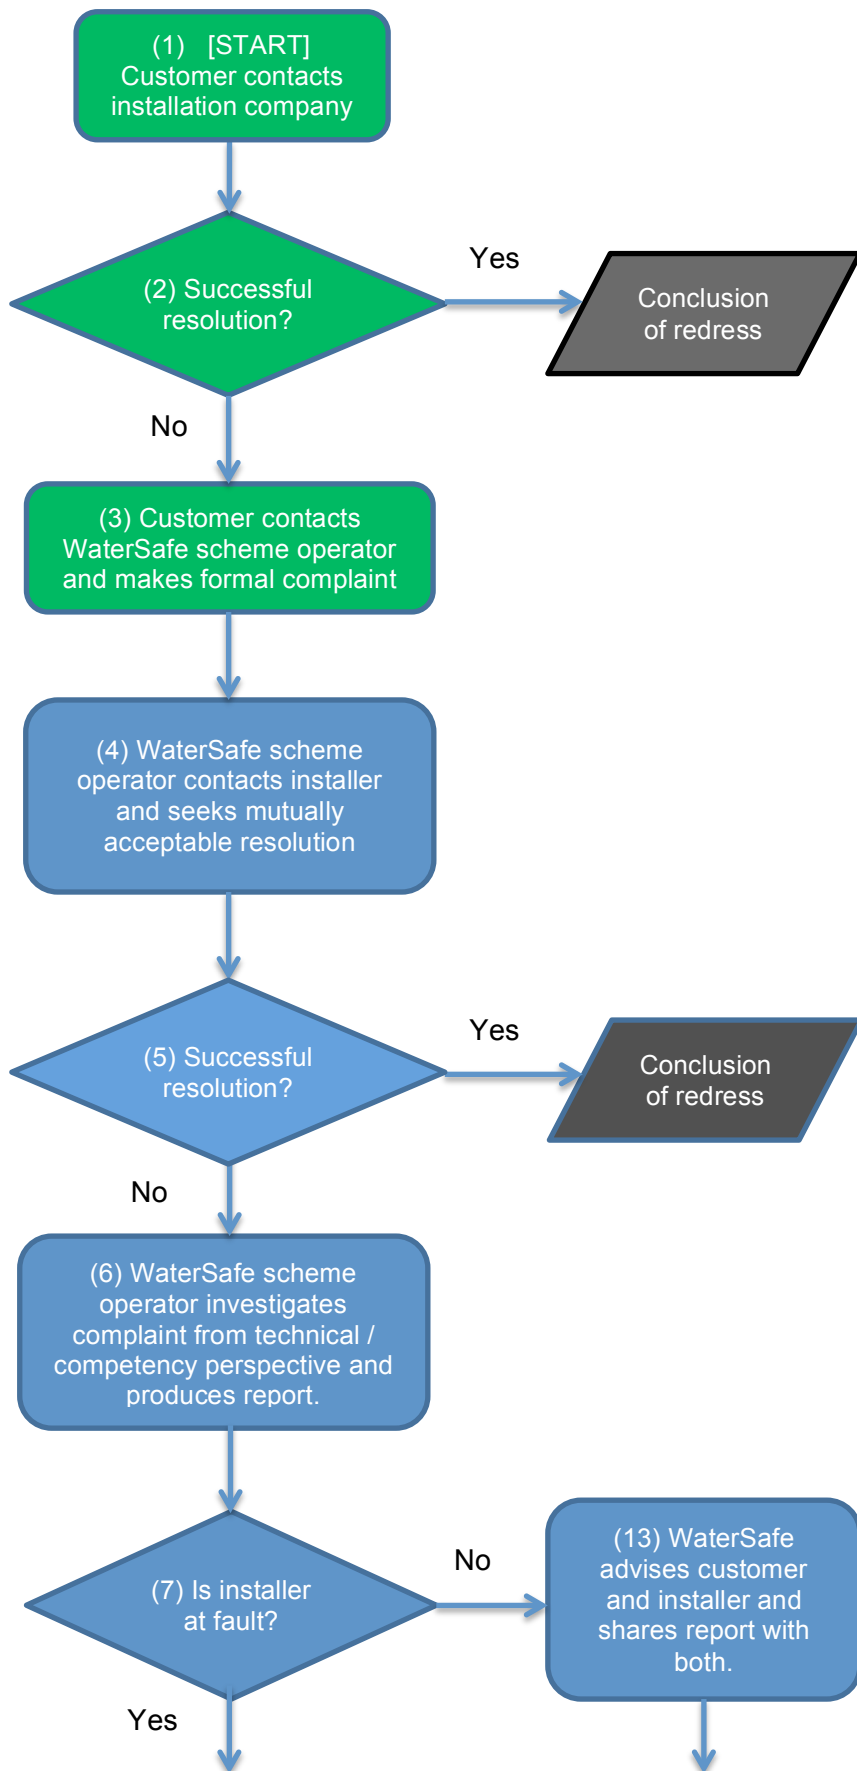 (1) [START]
Customer contacts
installation company
(2) Successful
resolution?
Yes
Conclusion
of redress
No
(3) Customer contacts
WaterSafe scheme operator
and makes formal complaint
(4) WaterSafe scheme
operator contacts installer
and seeks mutually
acceptable resolution
(5) Successful
resolution?
Yes
Conclusion
of redress
No
(6) WaterSafe scheme
operator investigates
complaint from technical /
competency perspective and
produces report.
(7) Is installer
at fault?
No
(13) WaterSafe
advises customer
and installer and
shares report with
both.
Yes